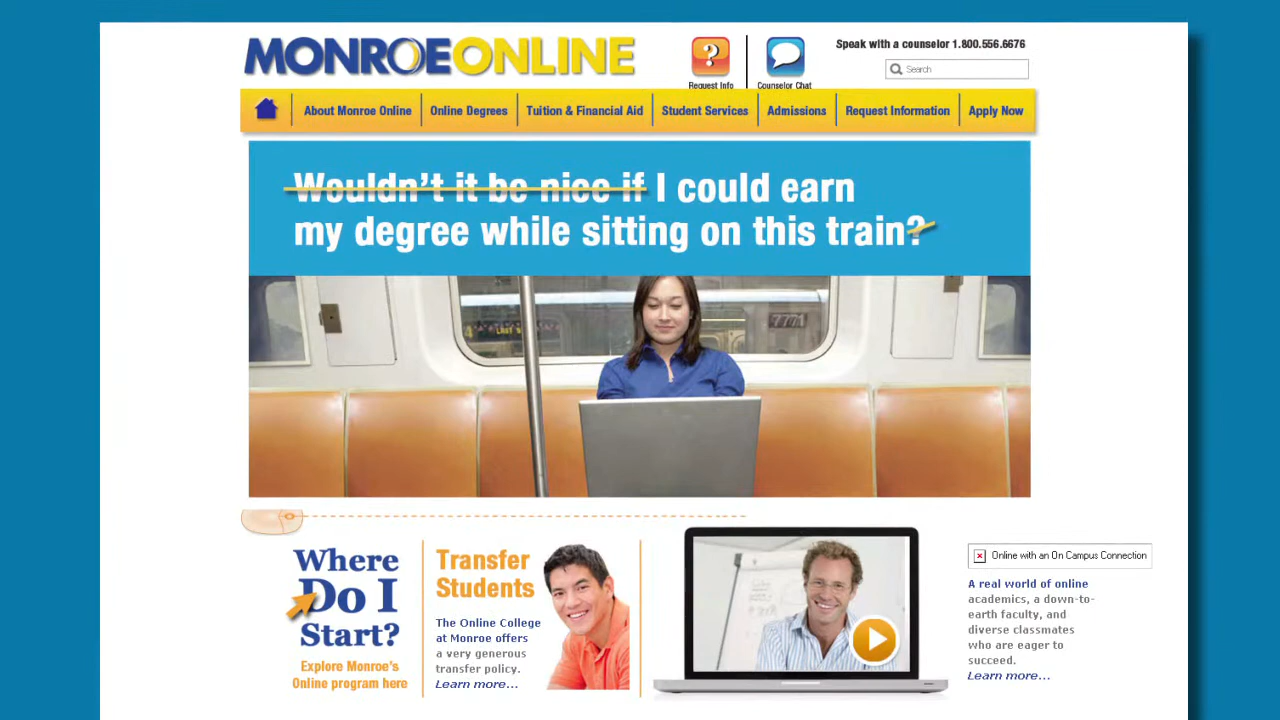 MONROEONLINE
Request Info
Counselor Chat
Speak with a counselor 1.800.556.6676
Search
About Monroe Online
Online Degrees
Tuition & Financial Aid
Student Services
Admissions
Request Information
Apply Now
Wouldn't it be nice if I could earn
my degree while sitting on this train?
LAST S
7771
Where
Do I
Start?
Explore Monroe's
Online program here
Transfer
Students
The Online College
at Monroe offers
a very generous
transfer policy.
Learn more...
Online with an On Campus Connection
A real world of online
academics, a down-to-
earth faculty, and
diverse classmates
who are eager to
succeed.
Learn more...